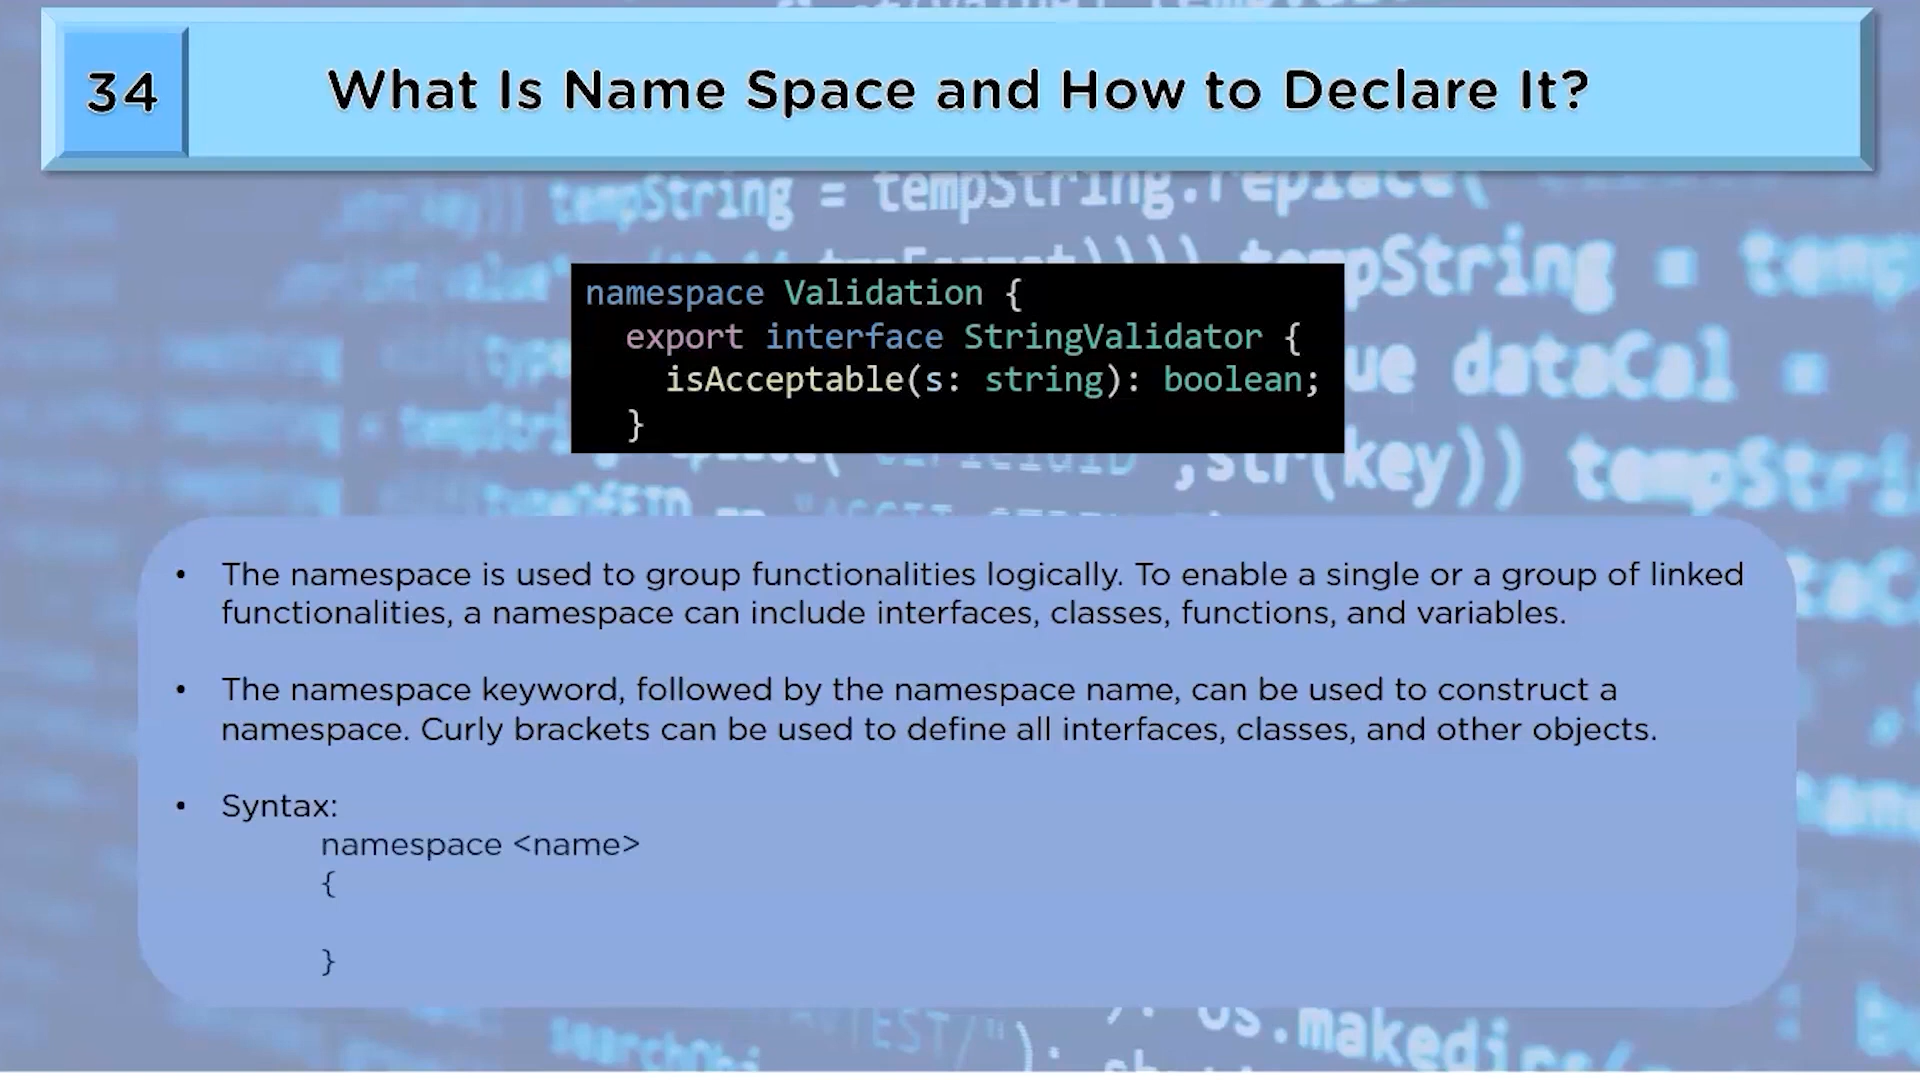 34
What Is Name Space and How to Declare It?
tempString = tempString.replace(
namespace Validation {
  export interface StringValidator {
    isAcceptable(s: string): boolean;
  }
• The namespace is used to group functionalities logically. To enable a single or a group of linked
functionalities, a namespace can include interfaces, classes, functions, and variables.
• The namespace keyword, followed by the namespace name, can be used to construct a
namespace. Curly brackets can be used to define all interfaces, classes, and other objects.
• Syntax:
namespace <name>
{
}